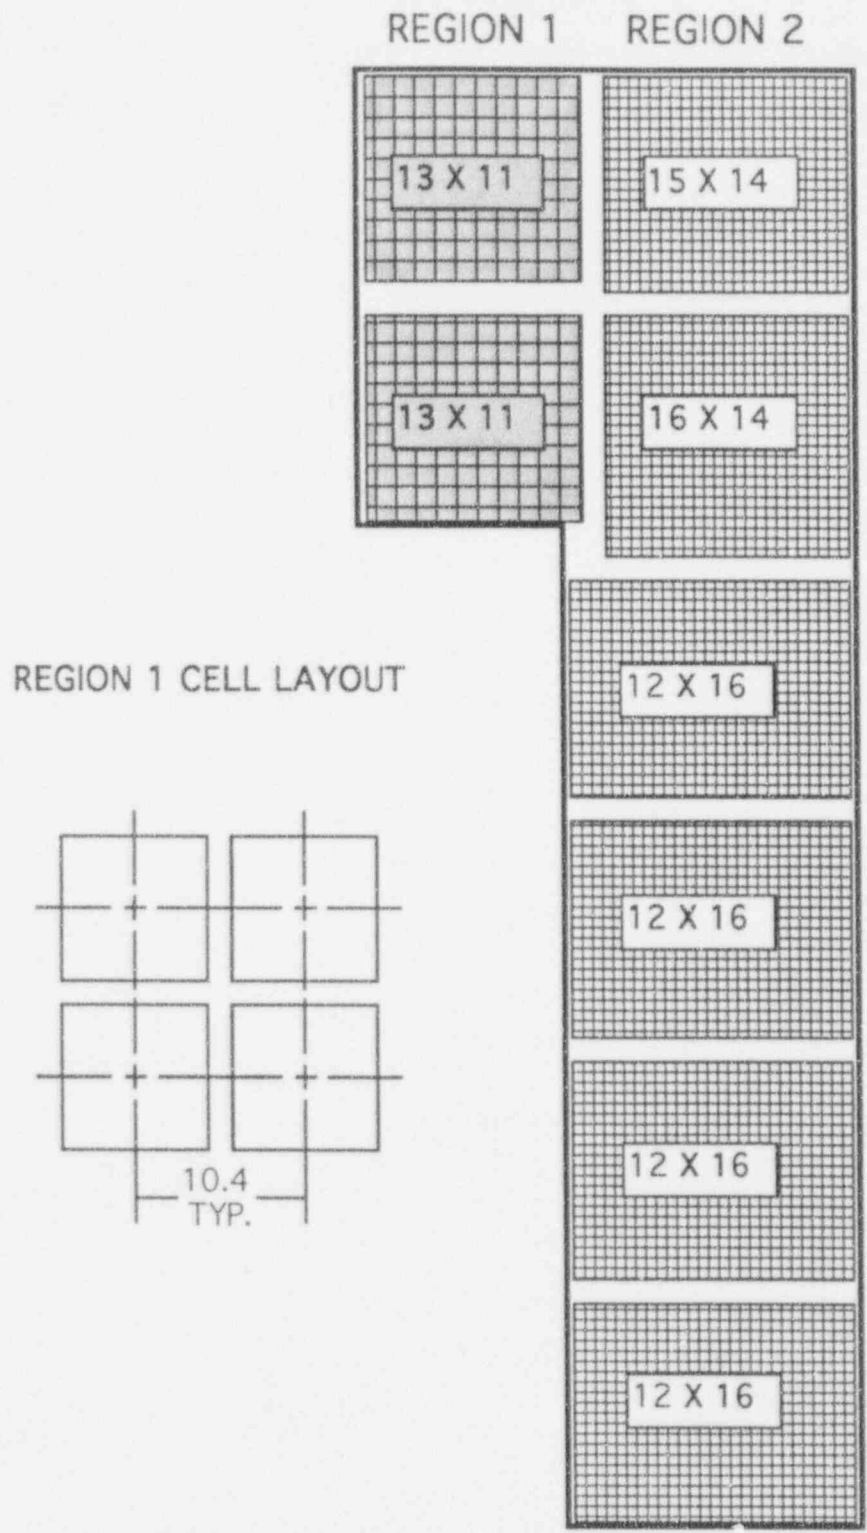 REGION 1
REGION 2
13 X 11
15 X 14
13 X 11
16 X 14
12 X 16
REGION 1 CELL LAYOUT
12 X 16
10.4
TYP.
12 X 16
12 X 16